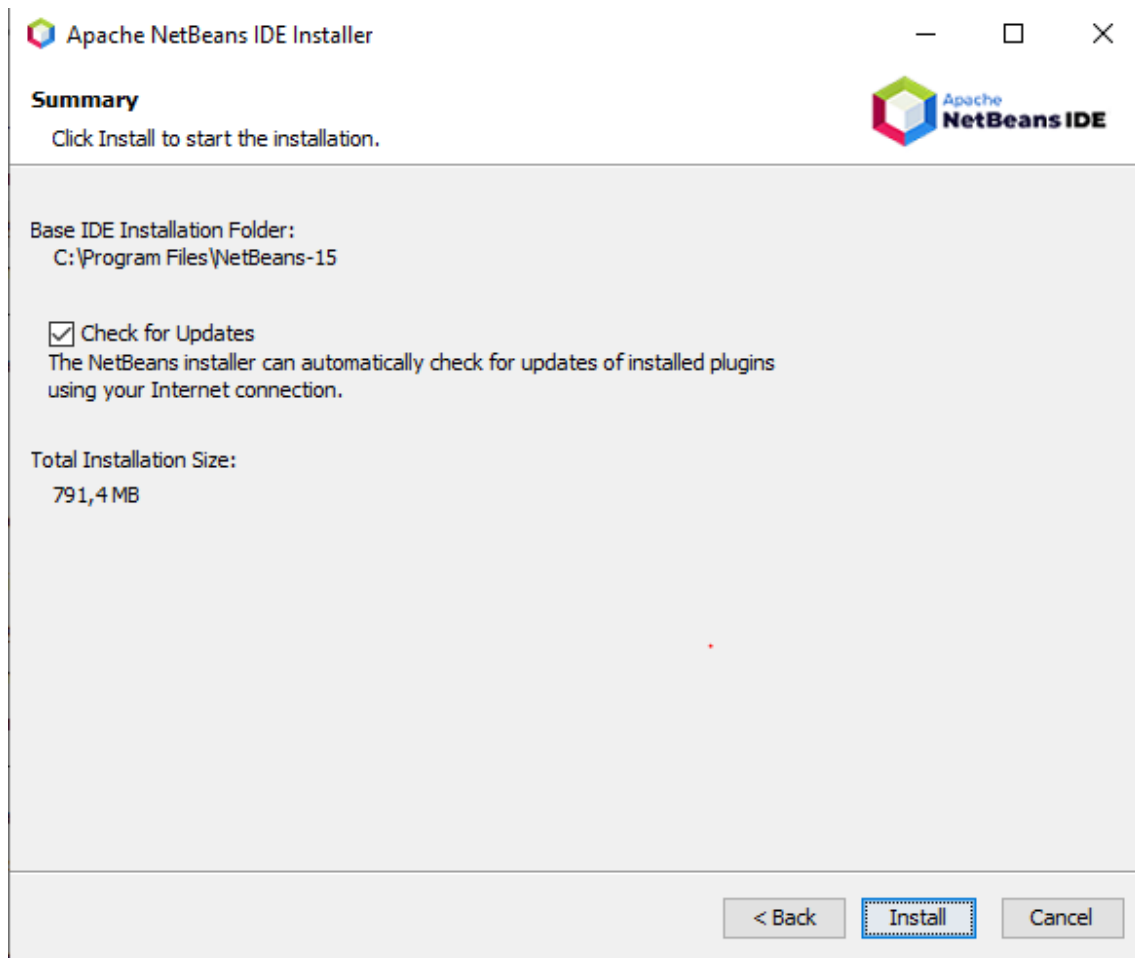 Apache NetBeans IDE Installer
Summary
Click Install to start the installation.
Apache
NetBeans IDE
Base IDE Installation Folder:
C:\Program Files\NetBeans-15
Check for Updates
The NetBeans installer can automatically check for updates of installed plugins
using your Internet connection.
Total Installation Size:
791,4 MB
< Back
Install
Cancel